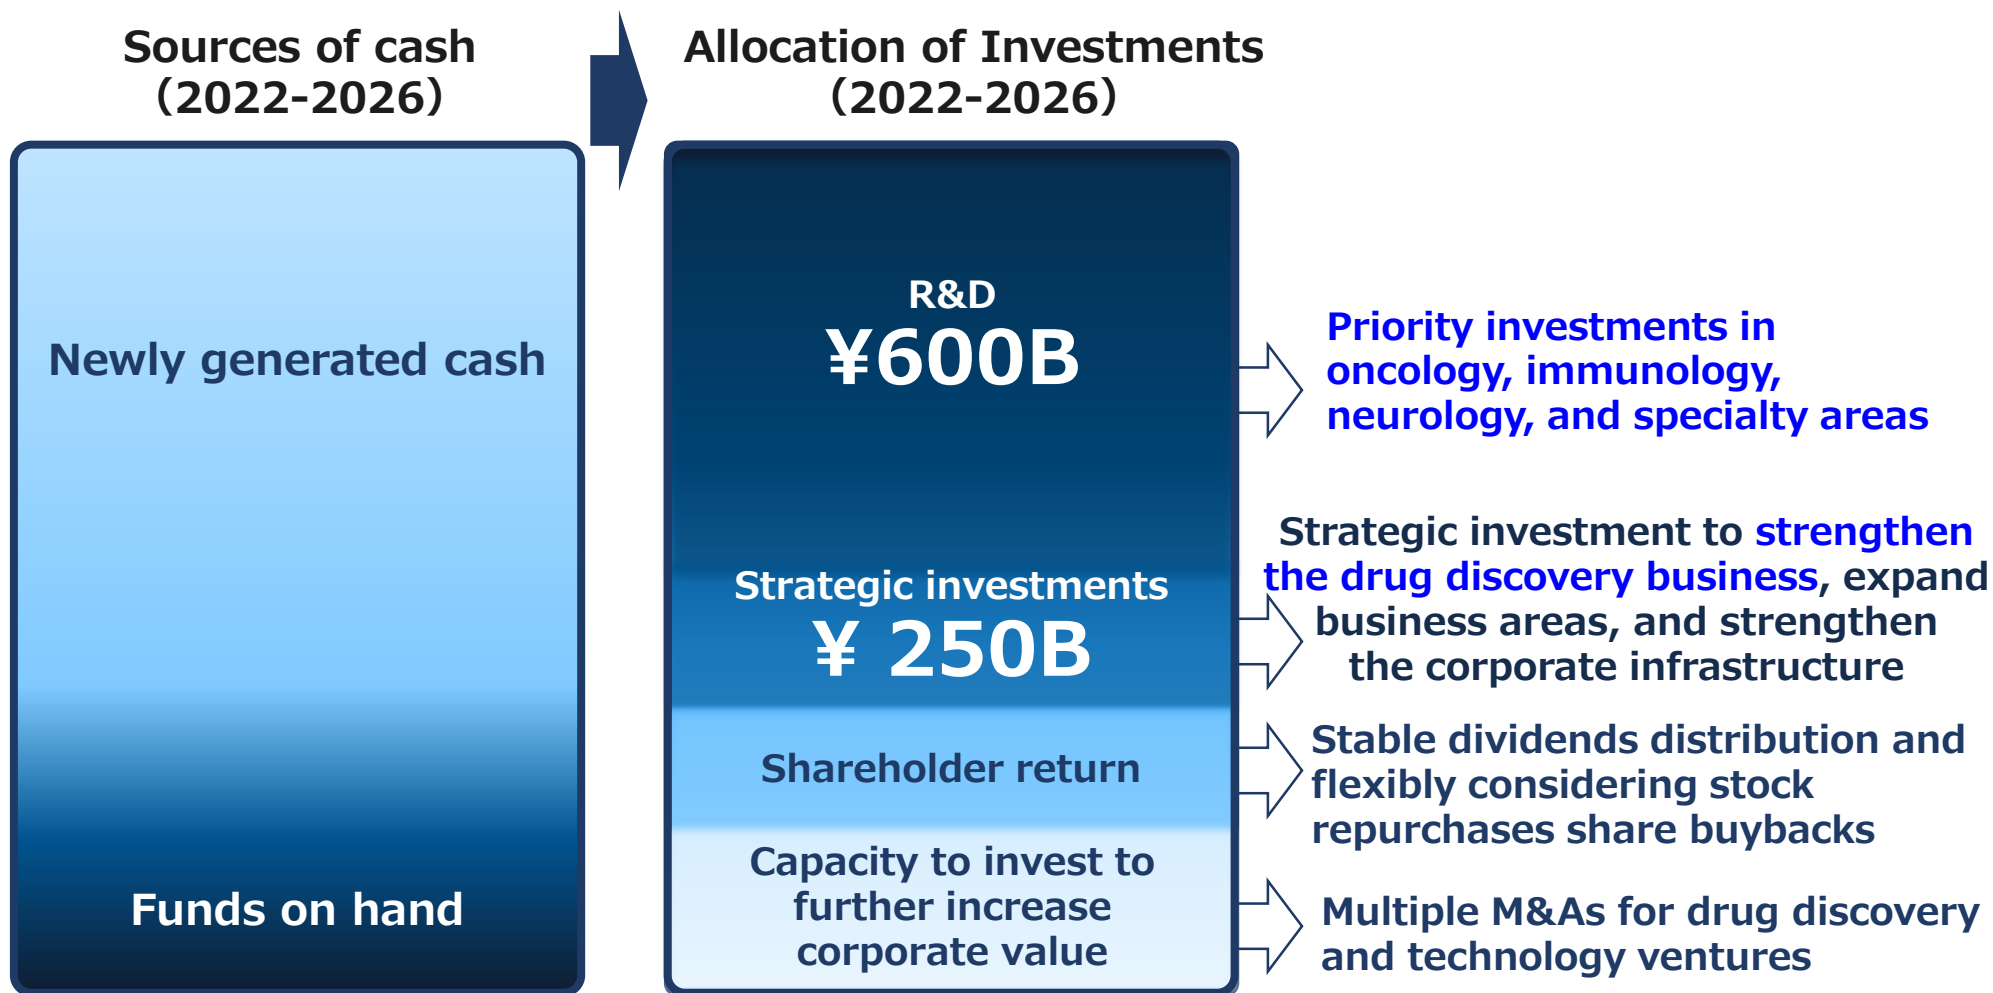 Sources of cash
(2022-2026)
Allocation of Investments
(2022-2026)
Newly generated cash
Funds on hand
R&D
¥600B
Priority investments in
oncology, immunology,
neurology, and specialty areas
Strategic investments
¥ 250B
Strategic investment to strengthen
the drug discovery business, expand
business areas, and strengthen
the corporate infrastructure
Shareholder return
Stable dividends distribution and
flexibly considering stock
repurchases share buybacks
Capacity to invest to
further increase
corporate value
Multiple M&As for drug discovery
and technology ventures